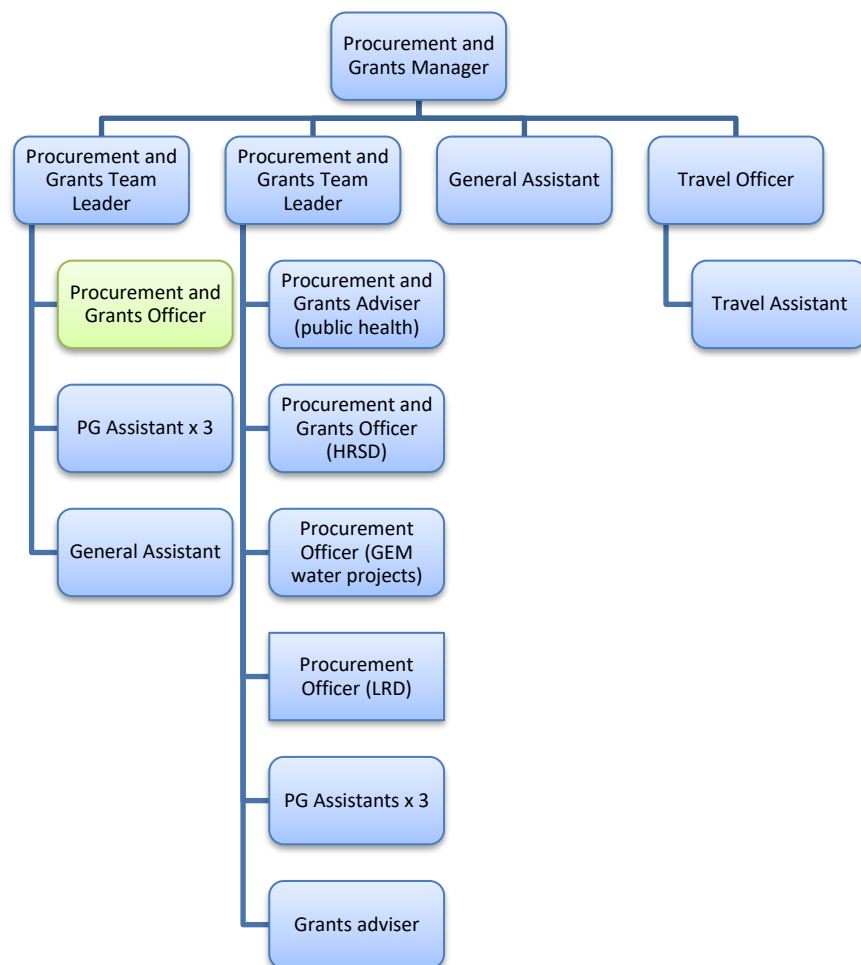 Procurement and
Grants Manager
Procurement and
Grants Team
Leader
Procurement and
Grants Team
Leader
General Assistant
Travel Officer
Procurement and
Grants Officer
PG Assistant x 3
General Assistant
Procurement and
Grants Adviser
(public health)
Procurement and
Grants Officer
(HRSD)
Procurement
Officer (GEM
water projects)
Procurement
Officer (LRD)
PG Assistants x 3
Grants adviser
Travel Assistant